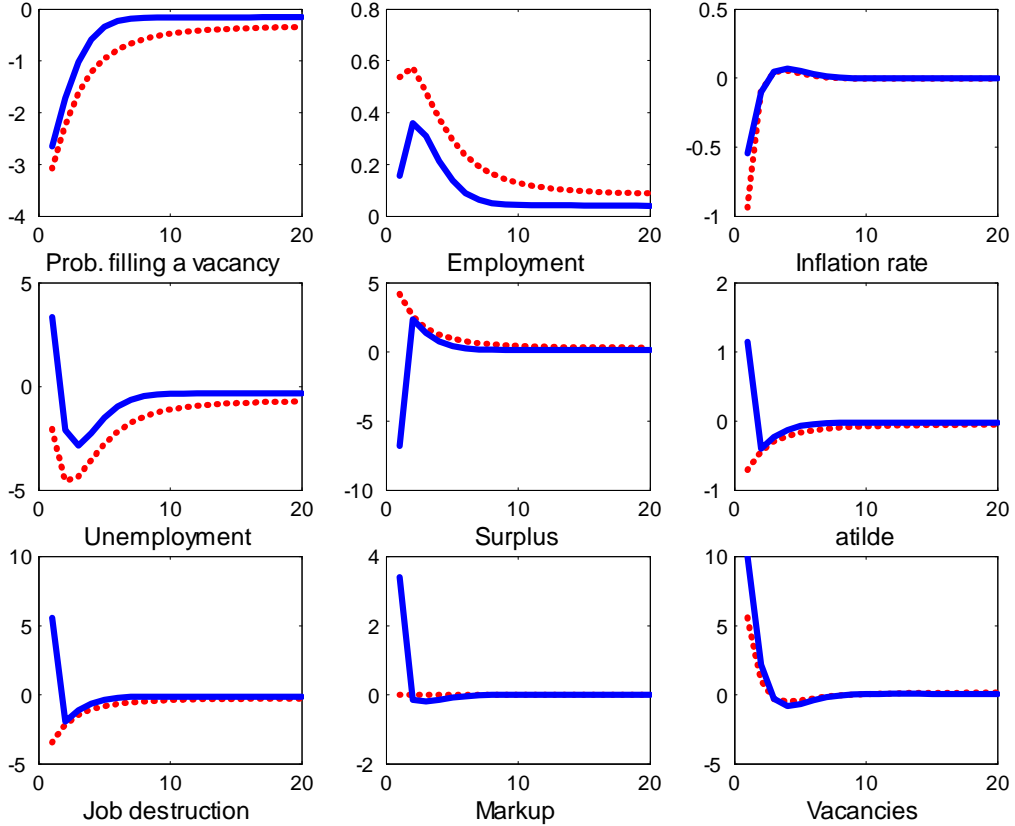 0 0.8 0.5
-1 0.6 0
-2 0.4 -0.5
-3 0.2 -1
-4 0
0 10 20 0 10 20 0 10 20
Prob. filling a vacancy Employment Inflation rate
5 5 2
0 0 1
-5 -5 0
-10 -1
0 10 20 0 10 20 0 10 20
Unemployment Surplus atilde
10 4 10
5 2 5
0 0 0
-5 -2 -5
0 10 20 0 10 20 0 10 20
Job destruction Markup Vacancies